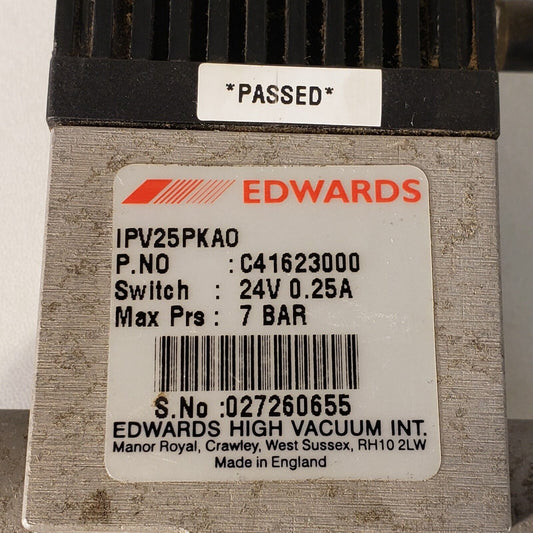 *PASSED*
EDWARDS
IPV25PKAO
P.NO : C41623000
Switch : 24V 0.25A
Max Prs : 7 BAR
S.No :027260655
EDWARDS HIGH VACUUM INT.
Manor Royal, Crawley, West Sussex, RH10 2LW
Made in England